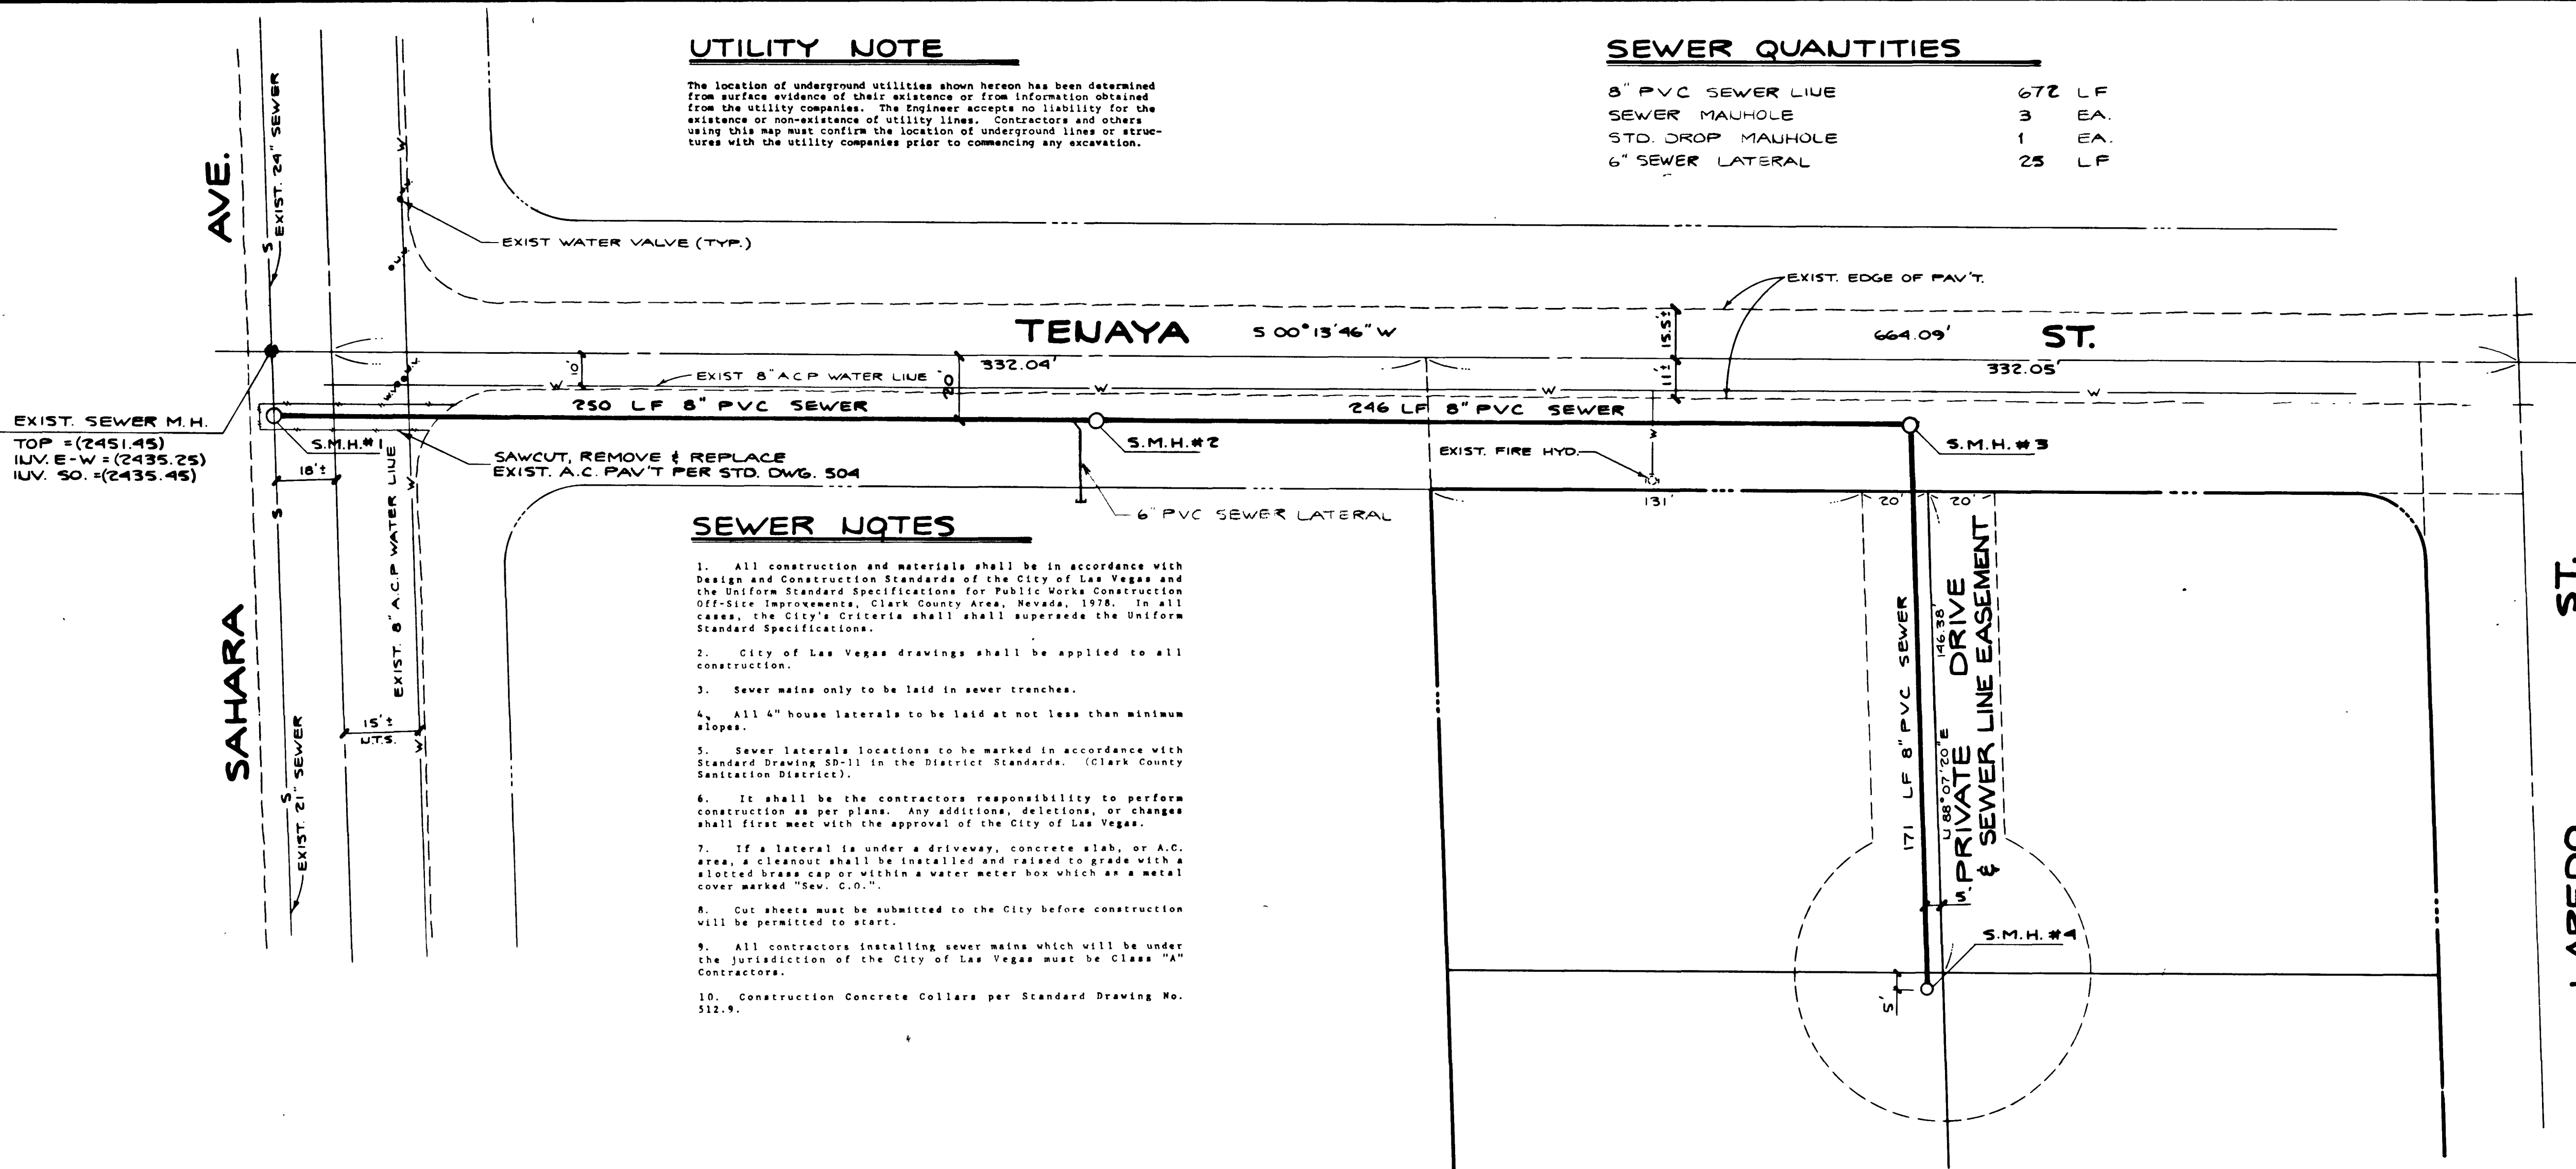 UTILITY NOTE
The location of underground utilities shown hereon has been determined
from surface evidence of their existence or from information obtained
from the utility companies. The Engineer accepts no liability for the
existence or non-existence of utility lines. Contractors and others
using this map must confirm the location of underground lines or struc-
tures with the utility companies prior to commencing any excavation.
SEWER QUANTITIES
8" PVC SEWER LINE 672 LF
SEWER MANHOLE 3 EA.
STD. DROP MANHOLE 1 EA.
6" SEWER LATERAL 25 LF
SAHARA AVE.
S
EXIST. 24" SEWER
W
EXIST WATER VALVE (TYP.)
EXIST. EDGE OF PAV'T.
TENAYA ST.
S 00°13'46" W
664.09'
15.5'±
11'±
332.04'
332.05'
10'
20'
EXIST 8" A C P WATER LINE
W
W
W
W
250 LF 8" PVC SEWER
246 LF 8" PVC SEWER
EXIST. SEWER M.H.
TOP =(2451.45)
INV. E-W =(2435.25)
INV. SO. =(2435.45)
S.M.H.#1
18'±
SAWCUT, REMOVE & REPLACE
EXIST. A.C. PAV'T PER STD. DWG. 504
S.M.H.#2
S.M.H.#3
EXIST. FIRE HYD.
W
131'
20'
20'
6" PVC SEWER LATERAL
S
W
EXIST. 8" A.C.P WATER LINE
15'±
N.T.S.
W
S
EXIST. 21" SEWER
SEWER NOTES
1. All construction and materials shall be in accordance with
Design and Construction Standards of the City of Las Vegas and
the Uniform Standard Specifications for Public Works Construction
Off-Site Improvements, Clark County Area, Nevada, 1978. In all
cases, the City's Criteria shall shall supersede the Uniform
Standard Specifications.
2. City of Las Vegas drawings shall be applied to all
construction.
3. Sewer mains only to be laid in sewer trenches.
4. All 4" house laterals to be laid at not less than minimum
slopes.
5. Sewer laterals locations to be marked in accordance with
Standard Drawing SD-11 in the District Standards. (Clark County
Sanitation District).
6. It shall be the contractors responsibility to perform
construction as per plans. Any additions, deletions, or changes
shall first meet with the approval of the City of Las Vegas.
7. If a lateral is under a driveway, concrete slab, or A.C.
area, a cleanout shall be installed and raised to grade with a
slotted brass cap or within a water meter box which as a metal
cover marked "Sew. C.O.".
8. Cut sheets must be submitted to the City before construction
will be permitted to start.
9. All contractors installing sewer mains which will be under
the jurisdiction of the City of Las Vegas must be Class "A"
Contractors.
10. Construction Concrete Collars per Standard Drawing No.
512.9.
171 LF 8" PVC SEWER
N 88°07'20"E
146.38'
PRIVATE DRIVE
& SEWER LINE EASEMENT
5'
S.M.H. #4
5'
LAREDO ST.